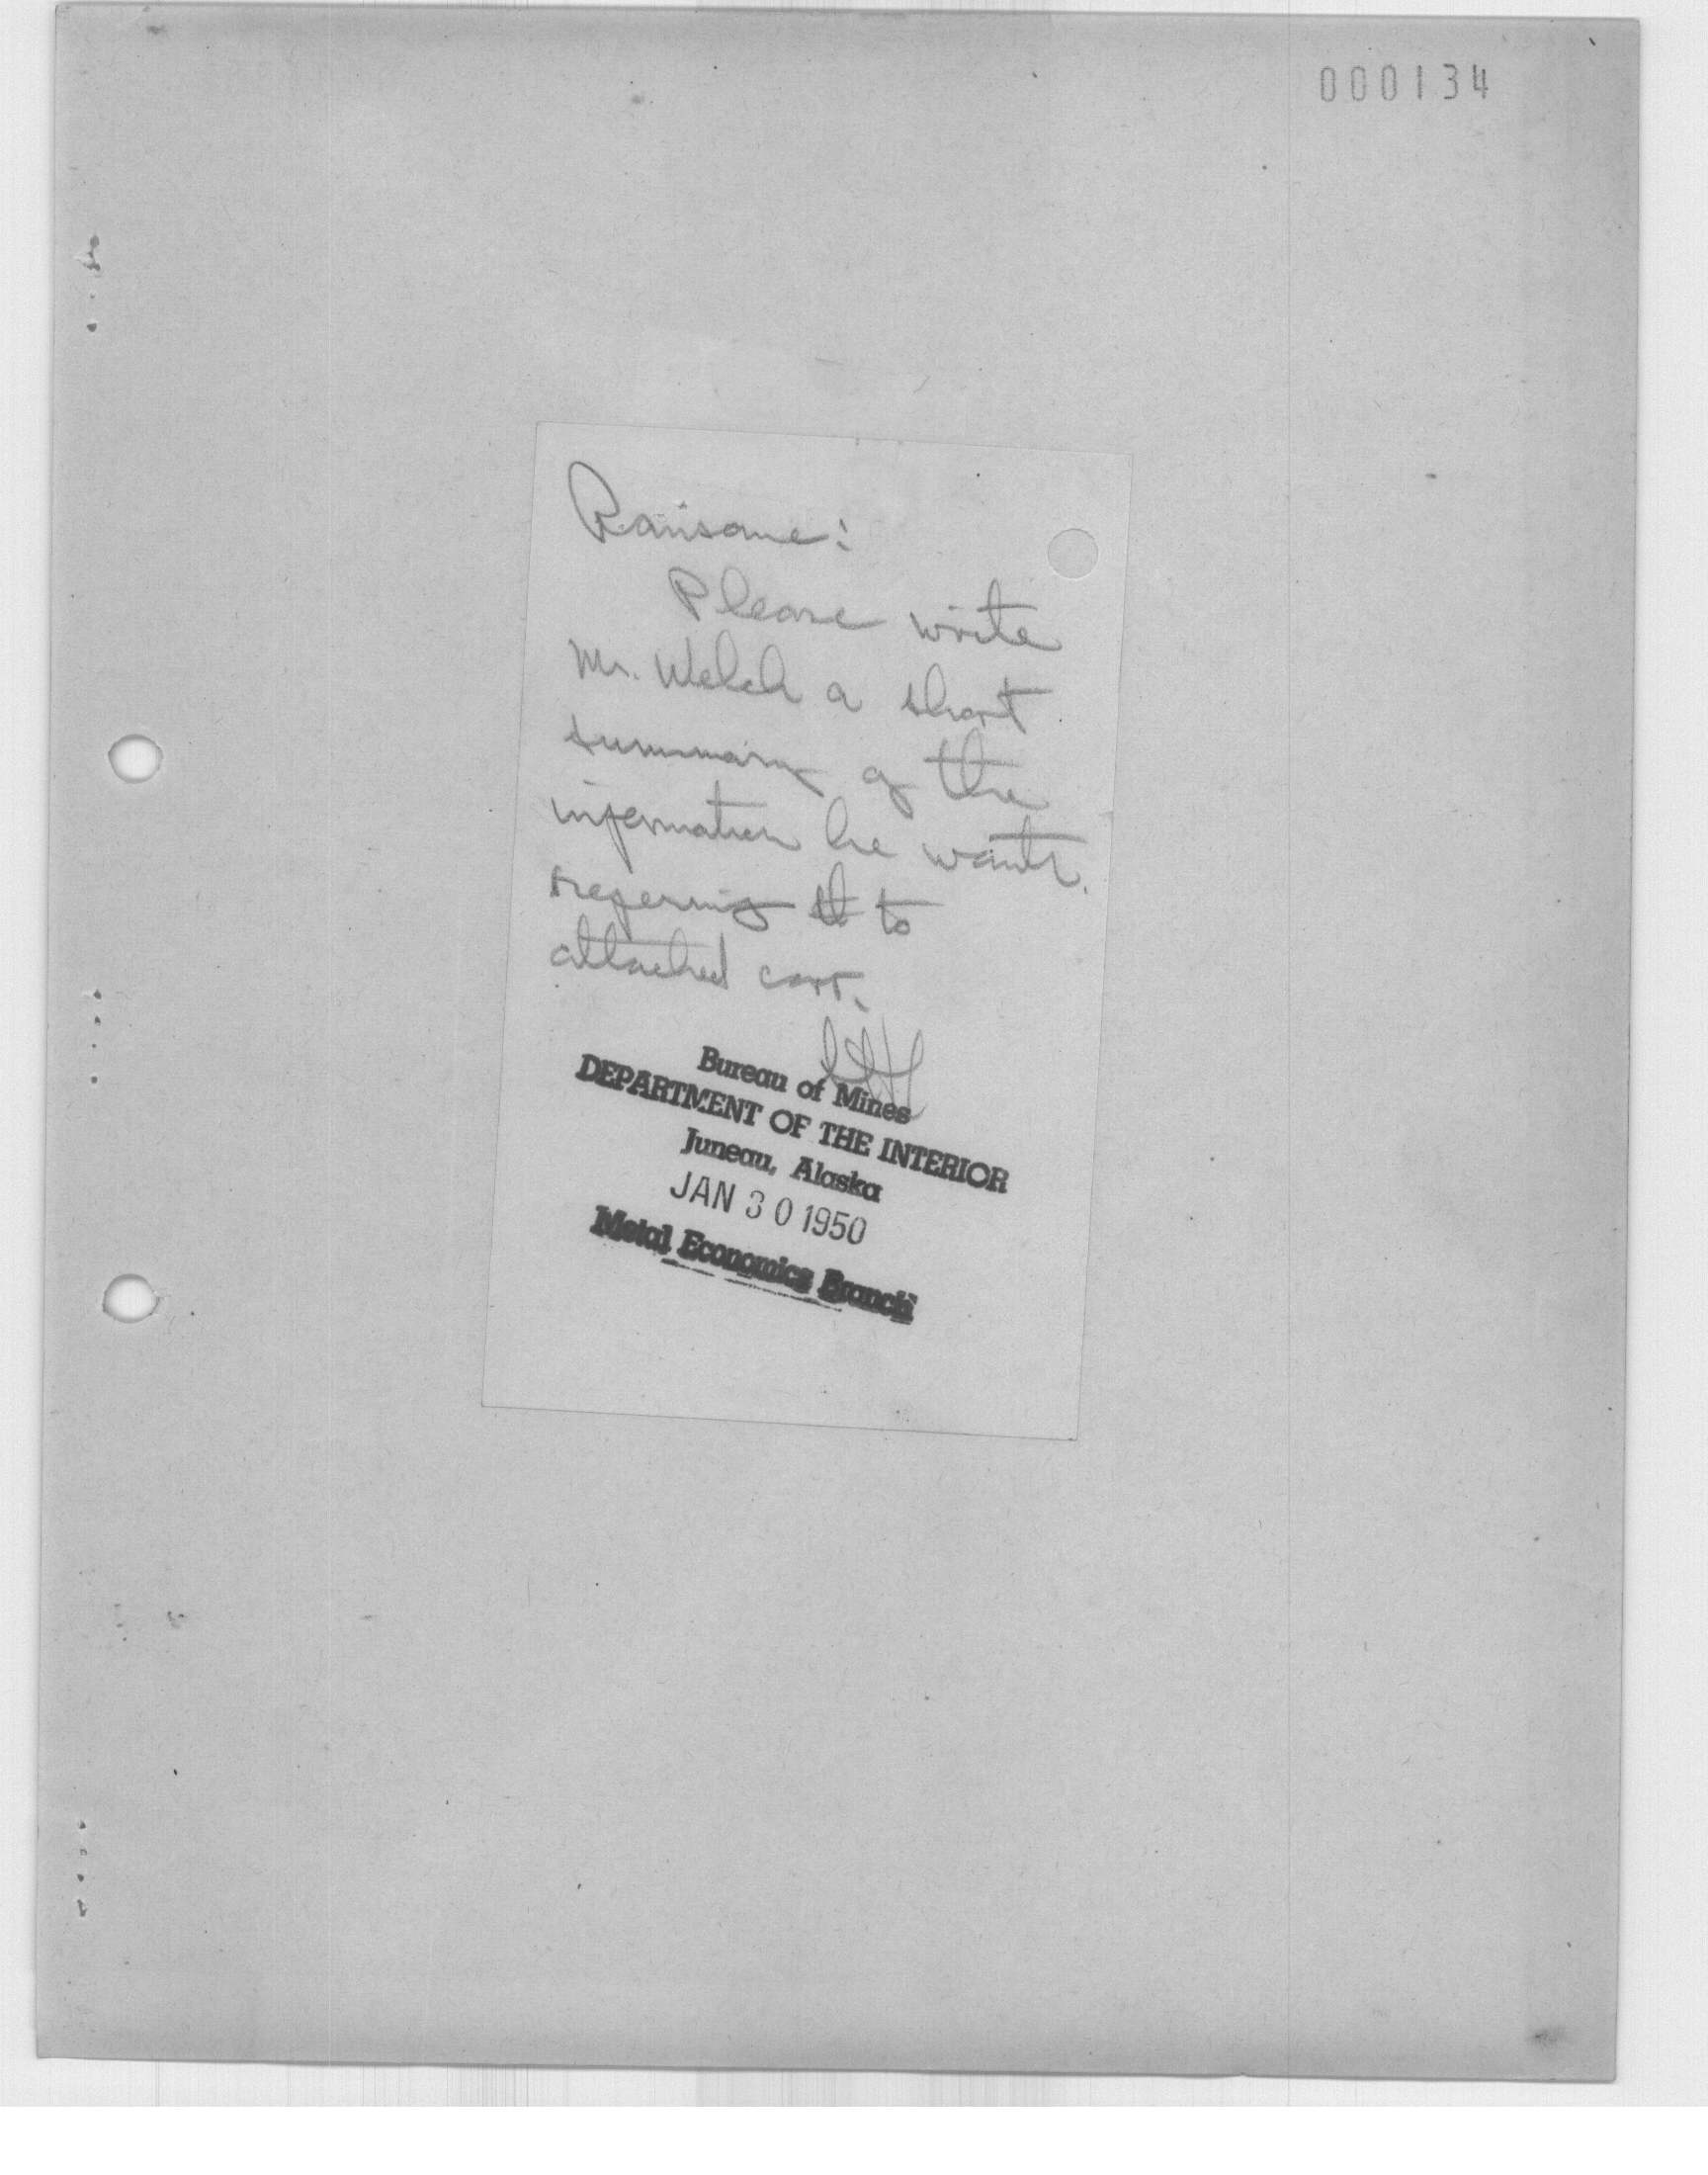 000134
Ransome:
Please write
Mr. Welch a short
summary of the
information he wants.
referring to
attached corr.
Bureau of Mines
DEPARTMENT OF THE INTERIOR
Juneau, Alaska
JAN 30 1950
Metal Economics Branch